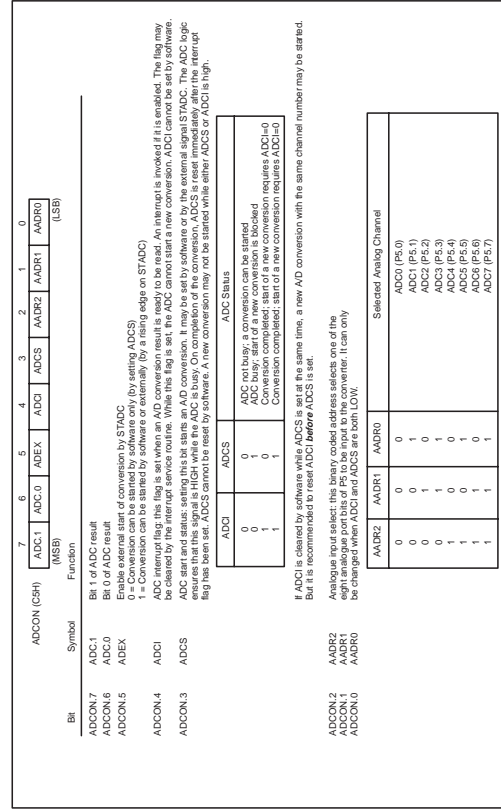 7 6 5 4 3 2 1 0
ADCON (C5H) ADC.1 ADC.0 ADEX ADCI ADCS AADR2 AADR1 AADR0
(MSB) (LSB)
Bit Symbol Function
ADCON.7 ADC.1 Bit 1 of ADC result
ADCON.6 ADC.0 Bit 0 of ADC result
ADCON.5 ADEX Enable external start of conversion by STADC
0 = Conversion can be started by software only (by setting ADCS)
1 = Conversion can be started by software or externally (by a rising edge on STADC)
ADCON.4 ADCI ADC interrupt flag: this flag is set when an A/D conversion result is ready to be read. An interrupt is invoked if it is enabled. The flag may
be cleared by the interrupt service routine. While this flag is set, the ADC cannot start a new conversion. ADCI cannot be set by software.
ADCON.3 ADCS ADC start and status: setting this bit starts an A/D conversion. It may be set by software or by the external signal STADC. The ADC logic
ensures that this signal is HIGH while the ADC is busy. On completion of the conversion, ADCS is reset immediately after the interrupt
flag has been set. ADCS cannot be reset by software. A new conversion may not be started while either ADCS or ADCI is high.
ADCI ADCS ADC Status
0 0 ADC not busy; a conversion can be started
0 1 ADC busy; start of a new conversion is blocked
1 0 Conversion completed; start of a new conversion requires ADCI=0
1 1 Conversion completed; start of a new conversion requires ADCI=0
If ADCI is cleared by software while ADCS is set at the same time, a new A/D conversion with the same channel number may be started.
But it is recommended to reset ADCI before ADCS is set.
ADCON.2 AADR2 Analogue input select: this binary coded address selects one of the
ADCON.1 AADR1 eight analogue port bits of P5 to be input to the converter. It can only
ADCON.0 AADR0 be changed when ADCI and ADCS are both LOW.
AADR2 AADR1 AADR0 Selected Analog Channel
0 0 0 ADC0 (P5.0)
0 0 1 ADC1 (P5.1)
0 1 0 ADC2 (P5.2)
0 1 1 ADC3 (P5.3)
1 0 0 ADC4 (P5.4)
1 0 1 ADC5 (P5.5)
1 1 0 ADC6 (P5.6)
1 1 1 ADC7 (P5.7)